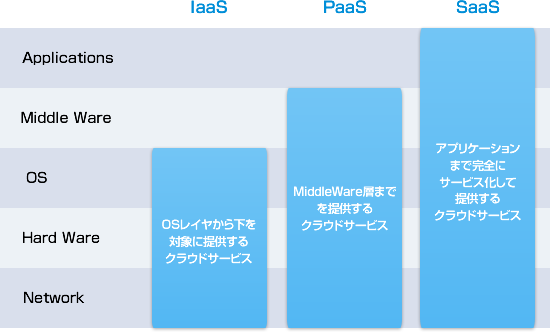 IaaS PaaS SaaS
Applications
Middle Ware
OS
Hard Ware
Network
OSレイヤから下を
対象に提供する
クラウドサービス
MiddleWare層まで
を提供する
クラウドサービス
アプリケーション
まで完全に
サービス化して
提供する
クラウドサービス